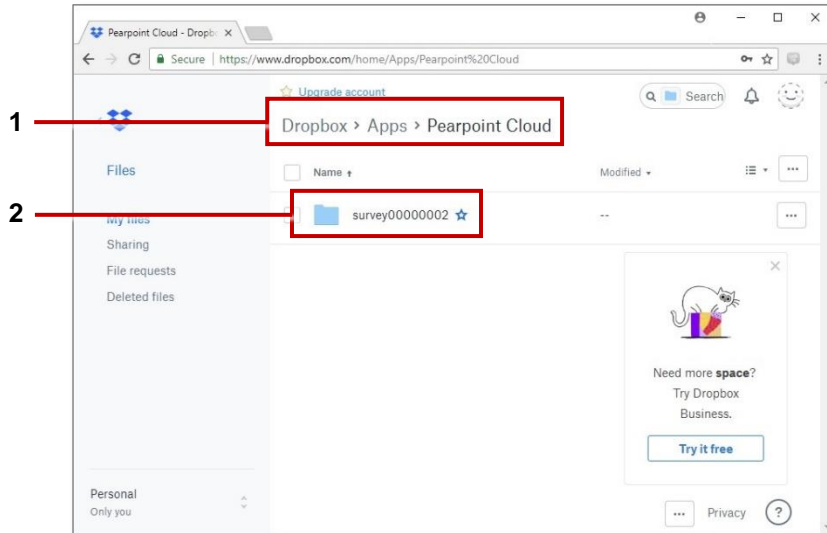 Pearpoint Cloud - Dropb
Secure | https://www.dropbox.com/home/Apps/Pearpoint%20Cloud
Upgrade account
Search
1
Dropbox > Apps > Pearpoint Cloud
Files
Name
Modified
2
survey00000002
--
My files
Sharing
File requests
Deleted files
Need more space?
Try Dropbox
Business.
Try it free
Personal
Only you
Privacy
?